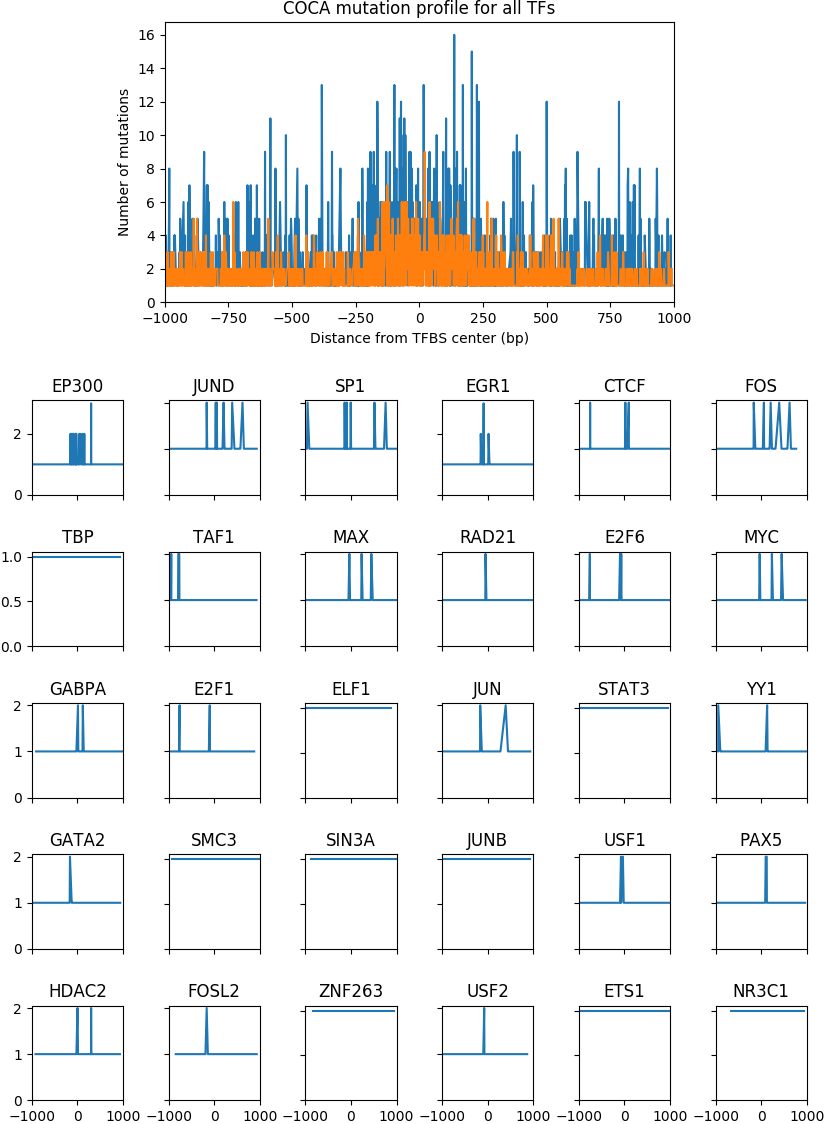 COCA mutation profile for all TFs
16
14
12
10
8
6
4
2
0
Number of mutations
−1000 −750 −500 −250 0 250 500 750 1000
Distance from TFBS center (bp)
EP300 JUND SP1 EGR1 CTCF FOS
2
0
TBP TAF1 MAX RAD21 E2F6 MYC
1.0
0.5
0.0
GABPA E2F1 ELF1 JUN STAT3 YY1
2
1
0
GATA2 SMC3 SIN3A JUNB USF1 PAX5
2
1
0
HDAC2 FOSL2 ZNF263 USF2 ETS1 NR3C1
2
1
0
−1000 0 1000 −1000 0 1000 −1000 0 1000 −1000 0 1000 −1000 0 1000 −1000 0 1000